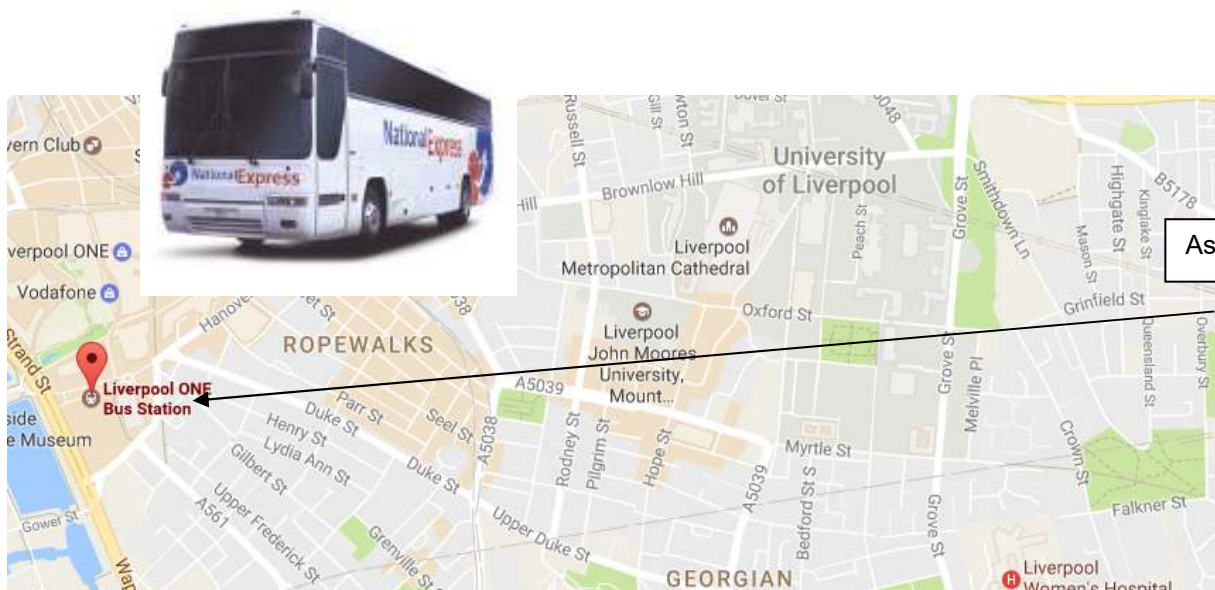 National Express
National Express
vern Club
verpool ONE
Vodafone
Strand St
Hanover
Liverpool ONE
Bus Station
side
e Museum
Gower St
ROPEWALKS
Parr St
Seel St
Henry St
Lydia Ann St
Gilbert St
Duke St
Duke St
Upper Frederick St
A561
Grenville St
Upper Duke St
A5038
A5039
Russell St
Gill St
Brownlow Hill
Hill
University
of Liverpool
Liverpool
Metropolitan Cathedral
Liverpool
John Moores
University,
Mount...
Oxford St
Peach St
Grove St
Smithdown Ln
Highgate St
Kinglake St
Mason St
B5178
As
Grinfield St
Queensland St
Overbury St
Grove St
Melville Pl
Rodney St
Pilgrim St
Hope St
A5039
Myrtle St
Bedford St S
Grove St
Crown St
Falkner St
GEORGIAN
Liverpool
Women's Hospital